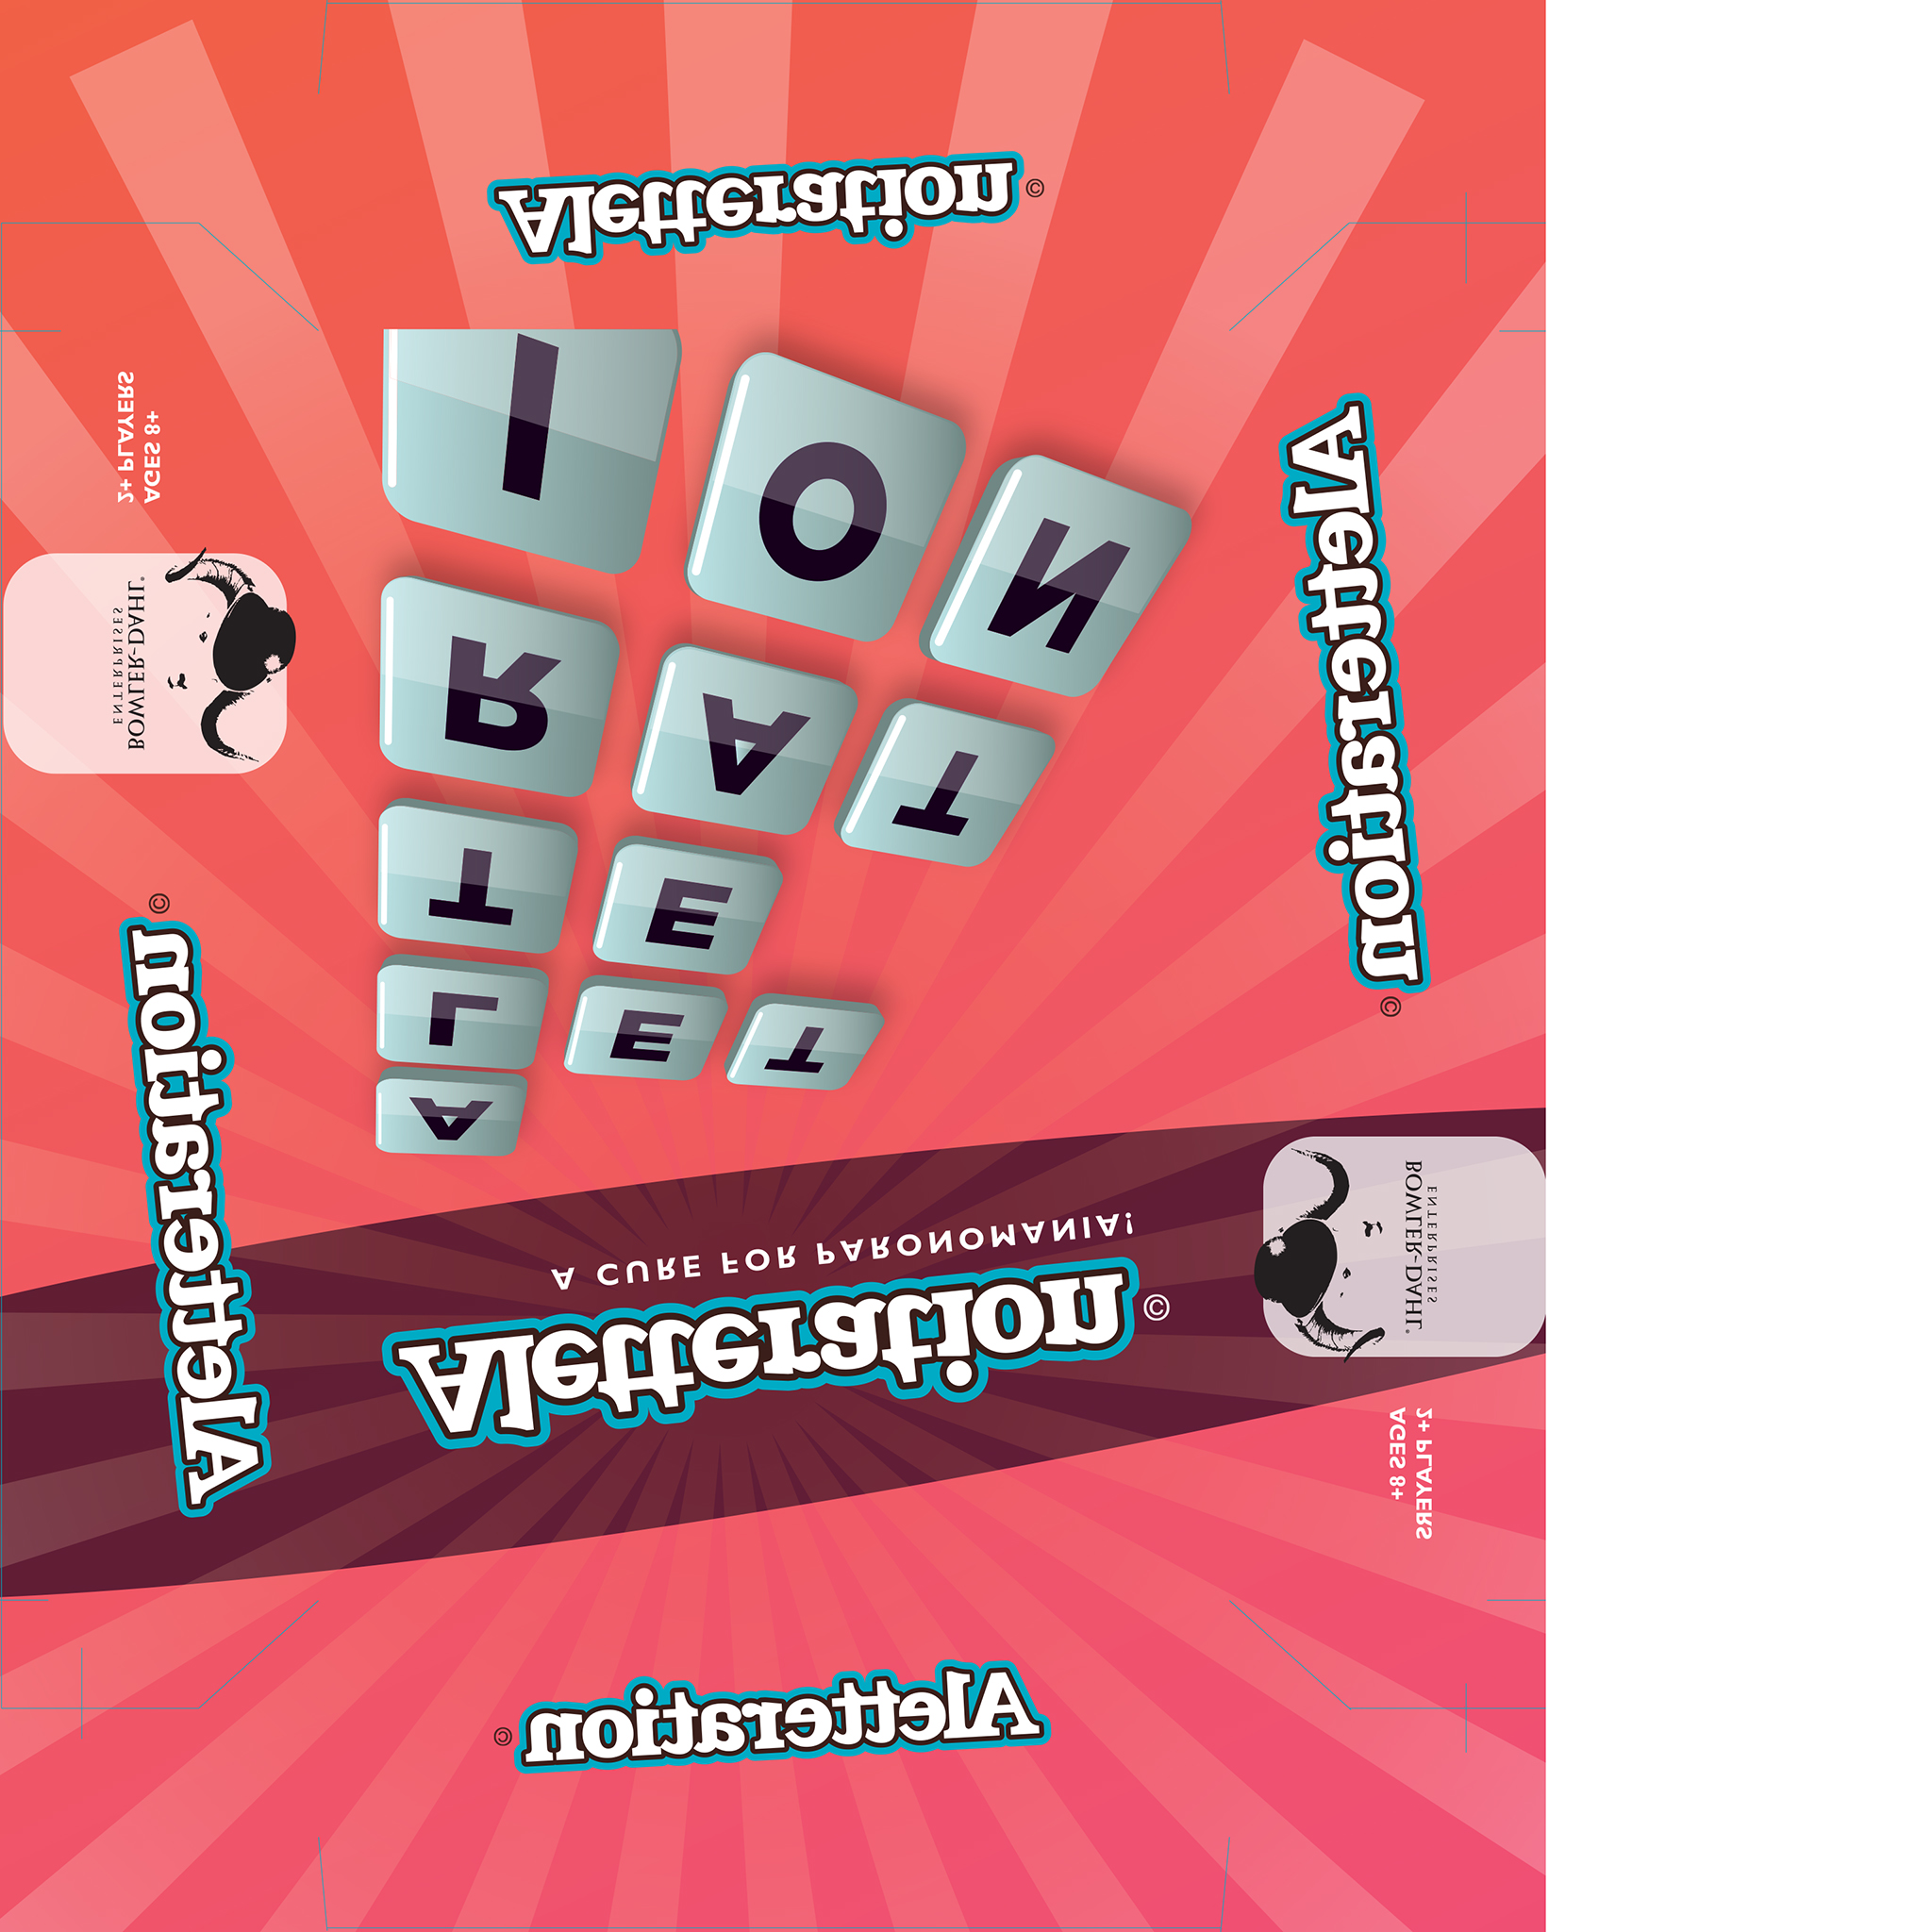 Aletteration ©
A
L E T
T E
R A T
I O N
Aletteration ©
A CURE FOR PARONOMANIA!
Aletteration ©
2+ PLAYERS
AGES 8+
BOWLER-DAHL
ENTERPRISES
Aletteration ©
Aletteration ©
BOWLER-DAHL
ENTERPRISES
2+ PLAYERS
AGES 8+